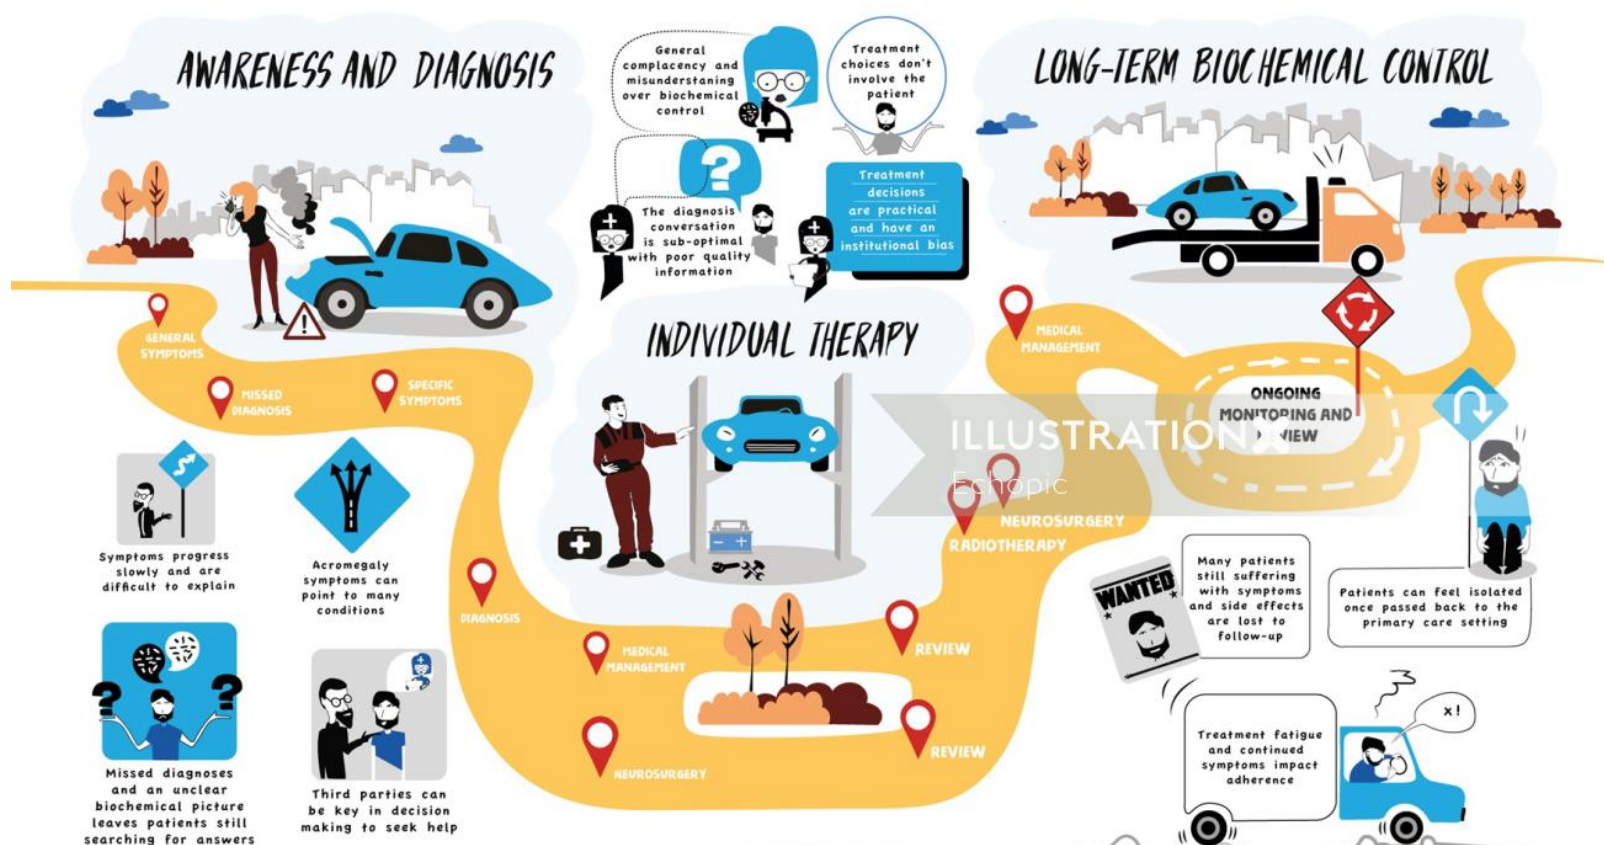 AWARENESS AND DIAGNOSIS
GENERAL
SYMPTOMS
MISSED
DIAGNOSIS
SPECIFIC
SYMPTOMS
Symptoms progress
slowly and are
difficult to explain
Acromegaly
symptoms can
point to many
conditions
Missed diagnoses
and an unclear
biochemical picture
leaves patients still
searching for answers
Third parties can
be key in decision
making to seek help
DIAGNOSIS
General
complacency and
misunderstaning
over biochemical
control
Treatment
choices don't
involve the
patient
?
The diagnosis
conversation
is sub-optimal
with poor quality
information
Treatment
decisions
are practical
and have an
institutional bias
INDIVIDUAL THERAPY
MEDICAL
MANAGEMENT
NEUROSURGERY
REVIEW
REVIEW
NEUROSURGERY
RADIOTHERAPY
MEDICAL
MANAGEMENT
LONG-TERM BIOCHEMICAL CONTROL
ONGOING
MONITORING AND
REVIEW
ILLUSTRATION X
Echopic
WANTED
Many patients
still suffering
with symptoms
and side effects
are lost to
follow-up
Patients can feel isolated
once passed back to the
primary care setting
Treatment fatigue
and continued
symptoms impact
adherence
x!